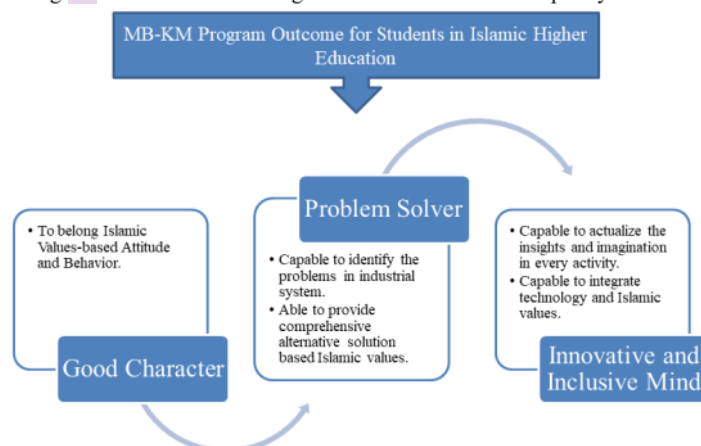 MB-KM Program Outcome for Students in Islamic Higher
Education
• To belong Islamic
Values-based Attitude
and Behavior.
Good Character
Problem Solver
• Capable to identify the
problems in industrial
system.
• Able to provide
comprehensive
alternative solution
based Islamic values.
• Capable to actualize the
insights and imagination
in every activity.
• Capable to integrate
technology and Islamic
values.
Innovative and
Inclusive Mind